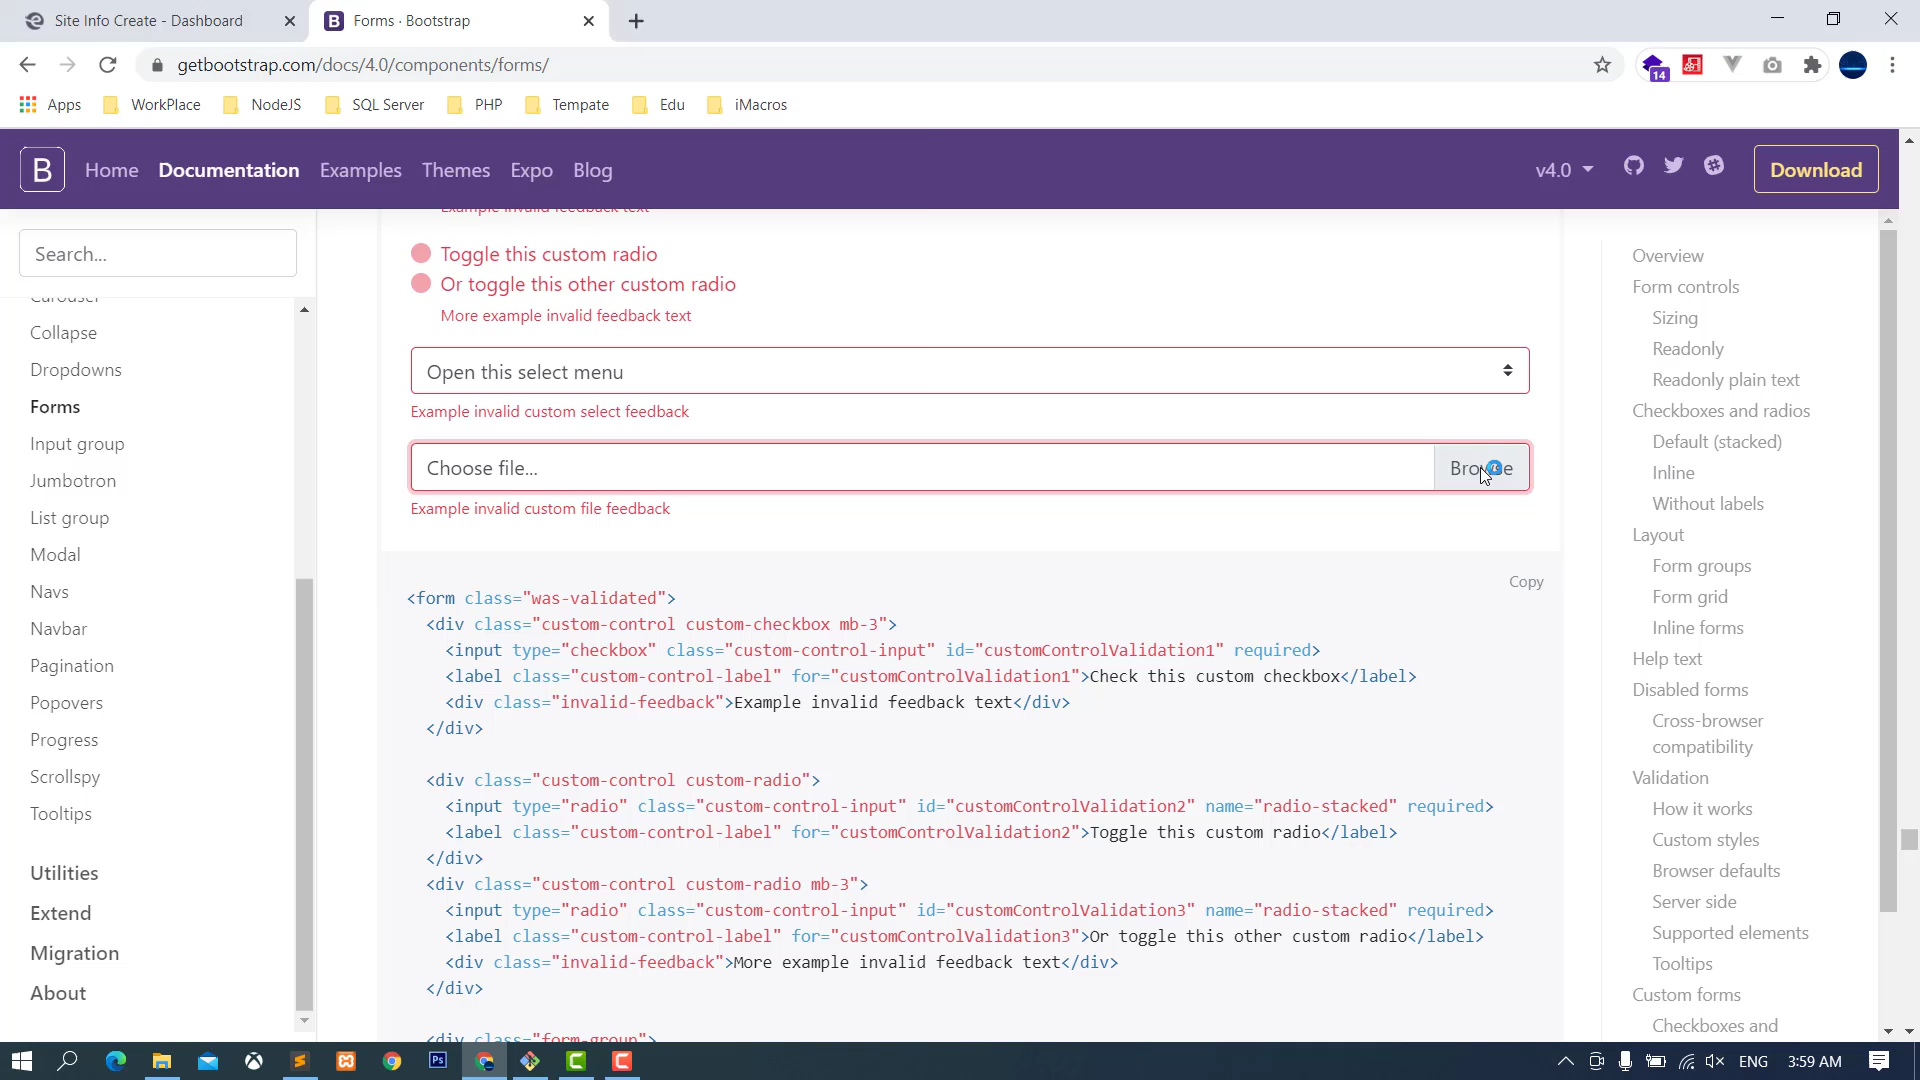 Site Info Create - Dashboard
Forms · Bootstrap
getbootstrap.com/docs/4.0/components/forms/
14
Apps
WorkPlace
NodeJS
SQL Server
PHP
Tempate
Edu
iMacros
B
Home
Documentation
Examples
Themes
Expo
Blog
v4.0
Download
Search...
Carousel
Collapse
Dropdowns
Forms
Input group
Jumbotron
List group
Modal
Navs
Navbar
Pagination
Popovers
Progress
Scrollspy
Tooltips
Utilities
Extend
Migration
About
Example invalid feedback text
Toggle this custom radio
Or toggle this other custom radio
More example invalid feedback text
Open this select menu
Example invalid custom select feedback
Choose file...
Browse
Example invalid custom file feedback
Copy
<form class="was-validated">
<div class="custom-control custom-checkbox mb-3">
<input type="checkbox" class="custom-control-input" id="customControlValidation1" required>
<label class="custom-control-label" for="customControlValidation1">Check this custom checkbox</label>
<div class="invalid-feedback">Example invalid feedback text</div>
</div>
<div class="custom-control custom-radio">
<input type="radio" class="custom-control-input" id="customControlValidation2" name="radio-stacked" required>
<label class="custom-control-label" for="customControlValidation2">Toggle this custom radio</label>
</div>
<div class="custom-control custom-radio mb-3">
<input type="radio" class="custom-control-input" id="customControlValidation3" name="radio-stacked" required>
<label class="custom-control-label" for="customControlValidation3">Or toggle this other custom radio</label>
<div class="invalid-feedback">More example invalid feedback text</div>
</div>
<div class="form-group">
Overview
Form controls
Sizing
Readonly
Readonly plain text
Checkboxes and radios
Default (stacked)
Inline
Without labels
Layout
Form groups
Form grid
Inline forms
Help text
Disabled forms
Cross-browser
compatibility
Validation
How it works
Custom styles
Browser defaults
Server side
Supported elements
Tooltips
Custom forms
Checkboxes and
Ps
ENG
3:59 AM